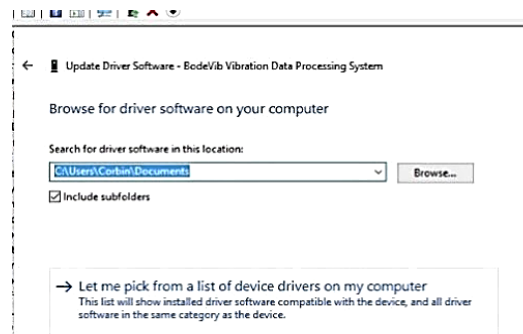 Update Driver Software - BodeVib Vibration Data Processing System
Browse for driver software on your computer
Search for driver software in this location:
C:\Users\Corbin\Documents
Browse...
Include subfolders
Let me pick from a list of device drivers on my computer
This list will show installed driver software compatible with the device, and all driver
software in the same category as the device.